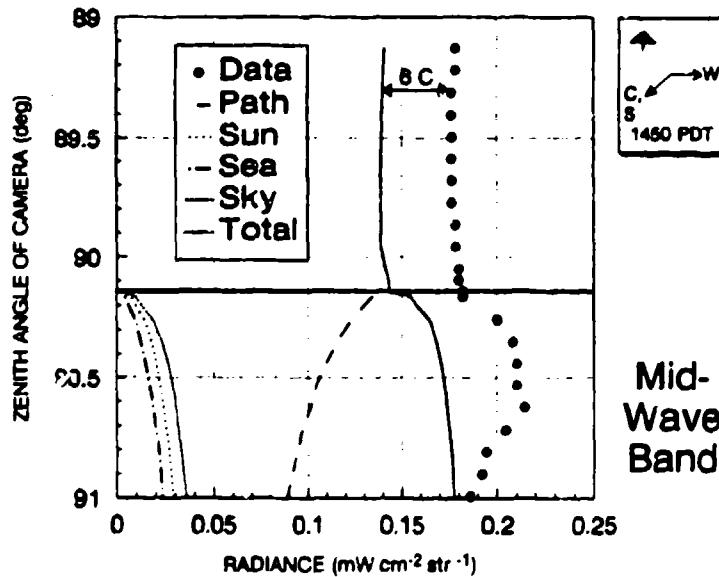 89
89.5
90
90.5
91
ZENITH ANGLE OF CAMERA (deg)
Data
Path
Sun
Sea
Sky
Total
6 C
W
C,
S
1450 PDT
Mid-
Wave
Band
0
0.05
0.1
0.15
0.2
0.25
RADIANCE (mW cm-2 str -1)